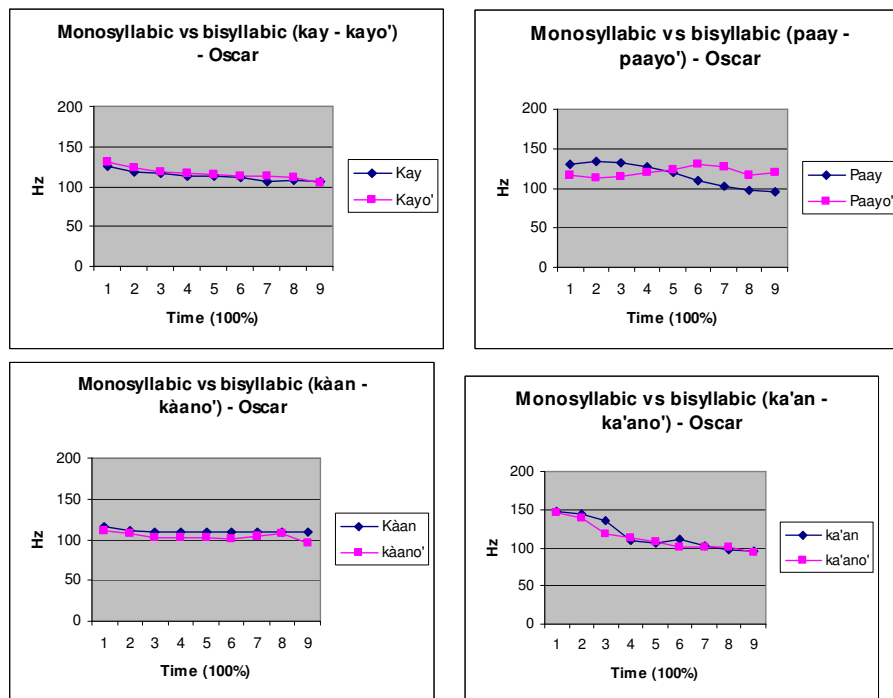 Monosyllabic vs bisyllabic (kay - kayo')
- Oscar
200
150
100
50
0
Hz
1 2 3 4 5 6 7 8 9
Time (100%)
Kay
Kayo'
Monosyllabic vs bisyllabic (paay -
paayo') - Oscar
200
150
100
50
0
Hz
1 2 3 4 5 6 7 8 9
Time (100%)
Paay
Paayo'
Monosyllabic vs bisyllabic (kàan -
kàano') - Oscar
200
150
100
50
0
Hz
1 2 3 4 5 6 7 8 9
Time (100%)
Kàan
kàano'
Monosyllabic vs bisyllabic (ka'an -
ka'ano') - Oscar
200
150
100
50
0
Hz
1 2 3 4 5 6 7 8 9
Time (100%)
ka'an
ka'ano'